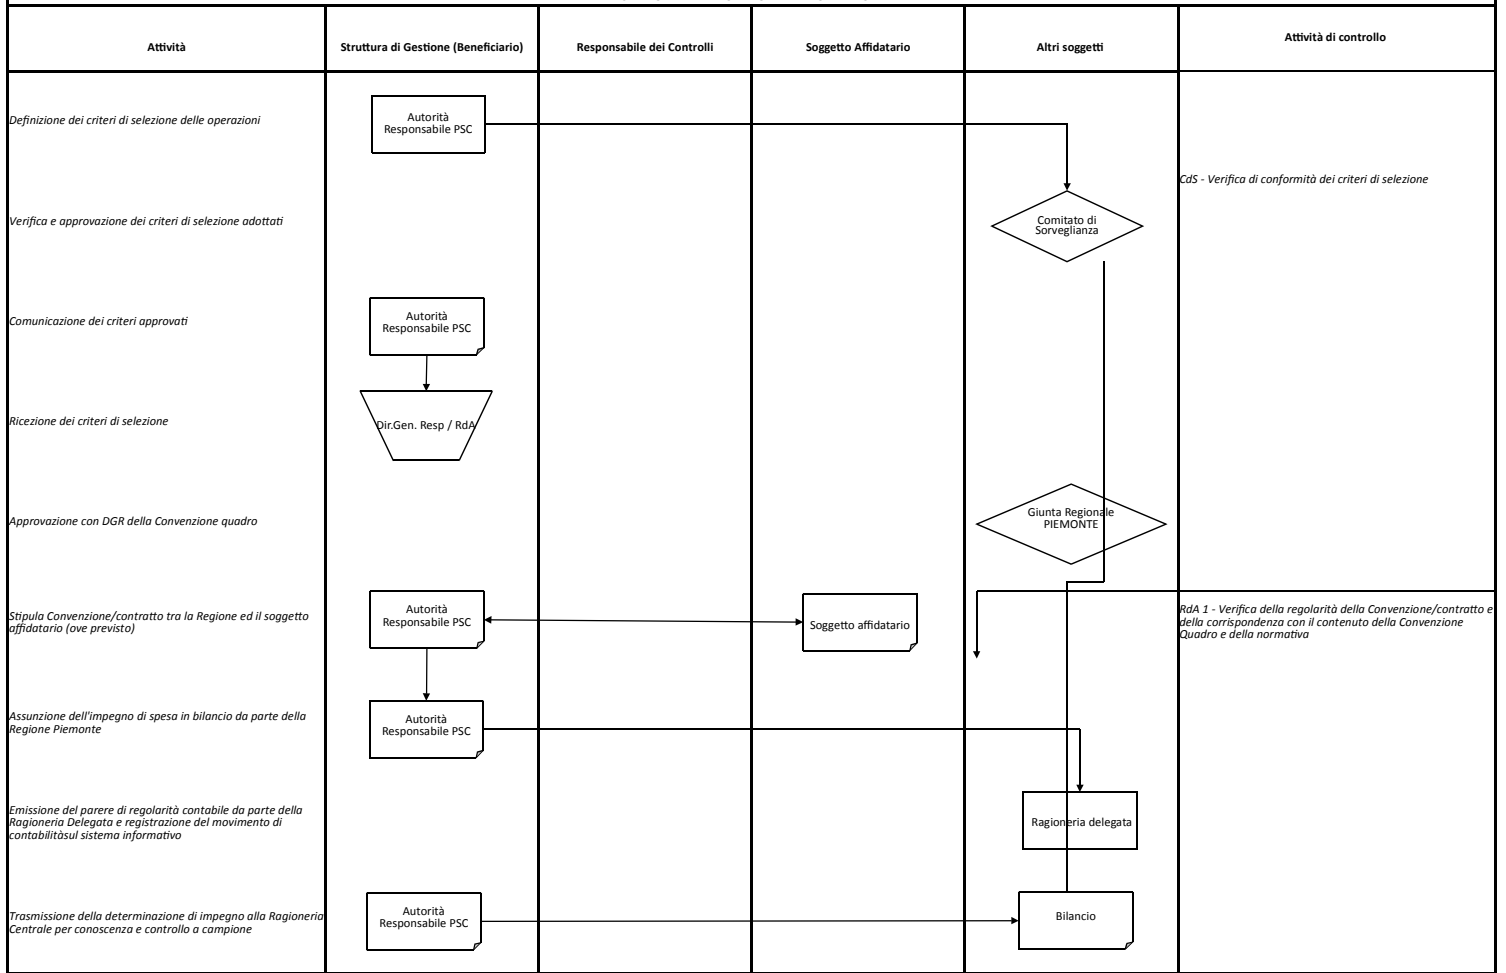 Attività
Struttura di Gestione (Beneficiario)
Responsabile dei Controlli
Soggetto Affidatario
Altri soggetti
Attività di controllo
Definizione dei criteri di selezione delle operazioni
Autorità
Responsabile PSC
CdS - Verifica di conformità dei criteri di selezione
Verifica e approvazione dei criteri di selezione adottati
Comitato di
Sorveglianza
Comunicazione dei criteri approvati
Autorità
Responsabile PSC
Ricezione dei criteri di selezione
Dir.Gen. Resp / RdA
Approvazione con DGR della Convenzione quadro
Giunta Regionale
PIEMONTE
Stipula Convenzione/contratto tra la Regione ed il soggetto
affidatario (ove previsto)
Autorità
Responsabile PSC
Soggetto affidatario
RdA 1 - Verifica della regolarità della Convenzione/contratto e
della corrispondenza con il contenuto della Convenzione
Quadro e della normativa
Assunzione dell'impegno di spesa in bilancio da parte della
Regione Piemonte
Autorità
Responsabile PSC
Emissione del parere di regolarità contabile da parte della
Ragioneria Delegata e registrazione del movimento di
contabilitàsul sistema informativo
Ragioneria delegata
Trasmissione della determinazione di impegno alla Ragioneria
Centrale per conoscenza e controllo a campione
Autorità
Responsabile PSC
Bilancio